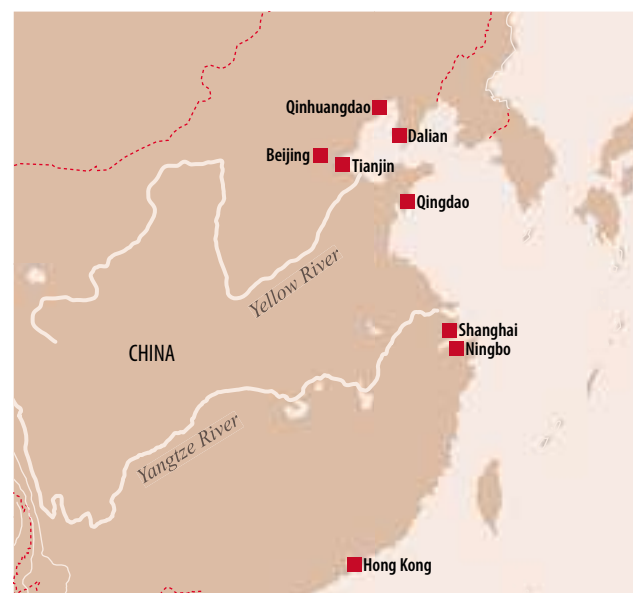 Qinhuangdao
Dalian
Beijing
Tianjin
Qingdao
Yellow River
Shanghai
Ningbo
CHINA
Yangtze River
Hong Kong